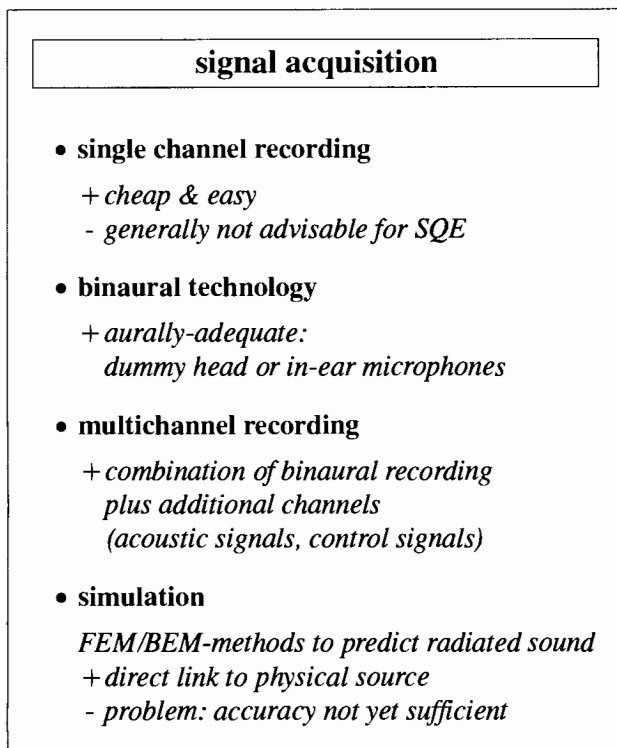 signal acquisition
• single channel recording
+ cheap & easy
- generally not advisable for SQE
• binaural technology
+ aurally-adequate:
dummy head or in-ear microphones
• multichannel recording
+ combination of binaural recording
plus additional channels
(acoustic signals, control signals)
• simulation
FEM/BEM-methods to predict radiated sound
+ direct link to physical source
- problem: accuracy not yet sufficient